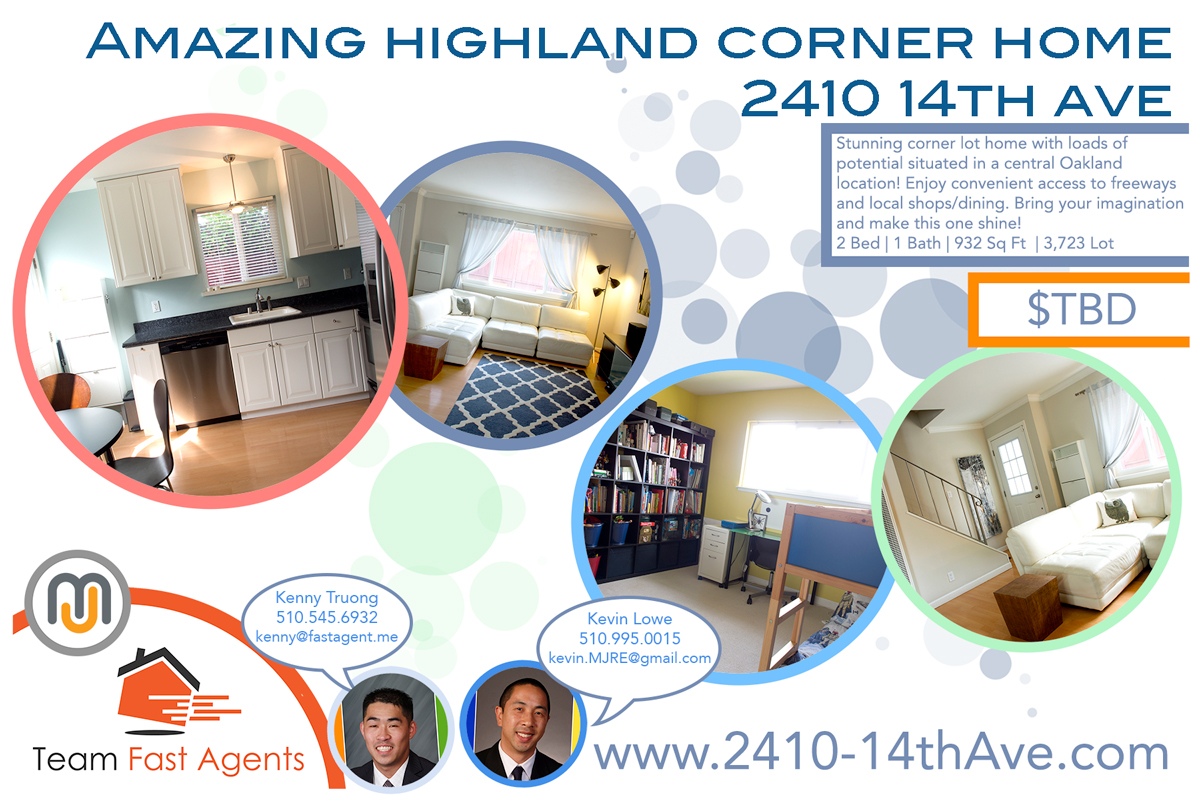 Amazing highland corner home
2410 14th ave
Stunning corner lot home with loads of
potential situated in a central Oakland
location! Enjoy convenient access to freeways
and local shops/dining. Bring your imagination
and make this one shine!
2 Bed | 1 Bath | 932 Sq Ft | 3,723 Lot
$TBD
Kenny Truong
510.545.6932
kenny@fastagent.me
Kevin Lowe
510.995.0015
kevin.MJRE@gmail.com
Team Fast Agents
www.2410-14thAve.com